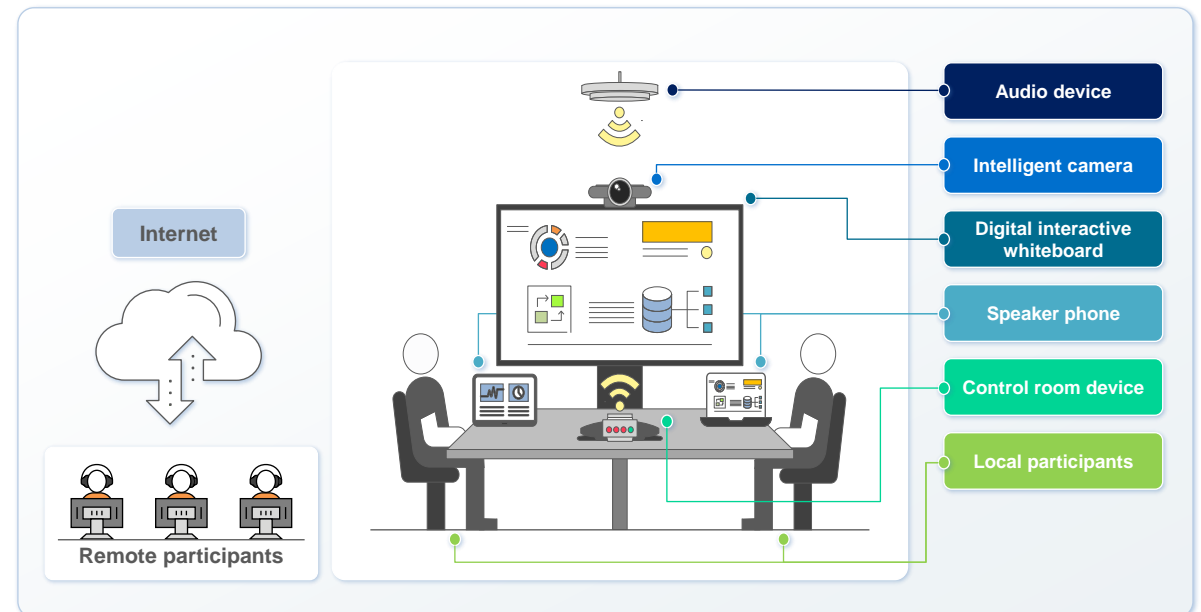 Audio device
Intelligent camera
Digital interactive
whiteboard
Internet
Speaker phone
Control room device
Local participants
Remote participants